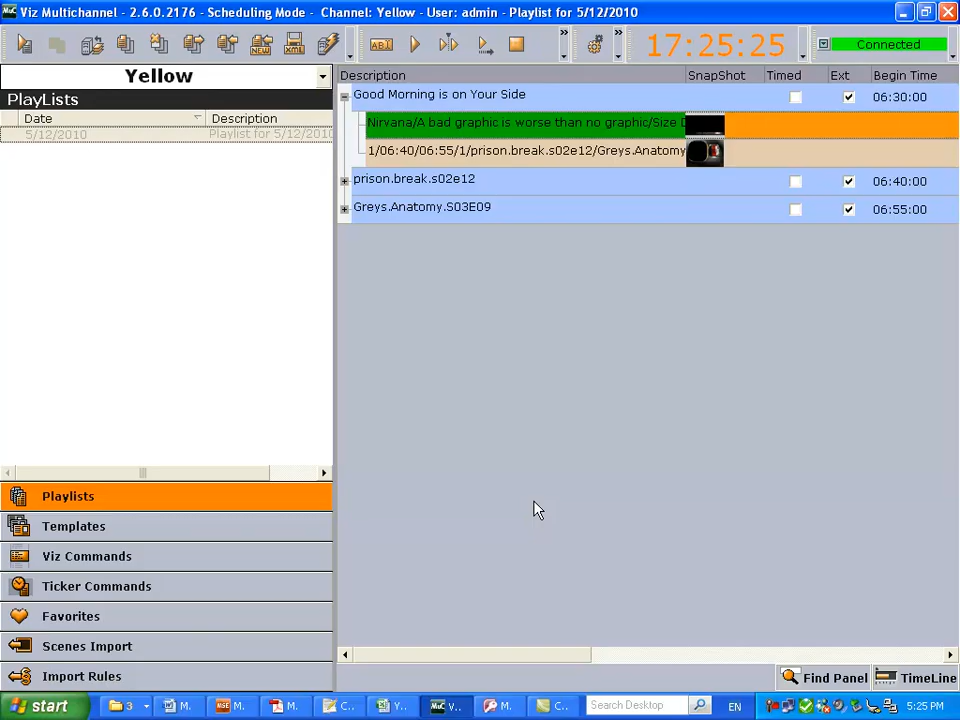 Viz Multichannel - 2.6.0.2176 - Scheduling Mode - Channel: Yellow - User: admin - Playlist for 5/12/2010
ABI
NEW
17:25:25
Connected
Yellow
PlayLists
Date Description
5/12/2010 Playlist for 5/12/2010
Description SnapShot Timed Ext Begin Time
Good Morning is on Your Side 06:30:00
Nirvana/A bad graphic is worse than no graphic/Size
1/06:40/06:55/1/prison.break.s02e12/Greys.Anatomy
prison.break.s02e12 06:40:00
Greys.Anatomy.S03E09 06:55:00
Playlists
Templates
Viz Commands
Ticker Commands
Favorites
Scenes Import
Import Rules
Find Panel TimeLine
start 3 M. MSE M. M. C... Y... MuC V.. M. C... Search Desktop EN 5:25 PM